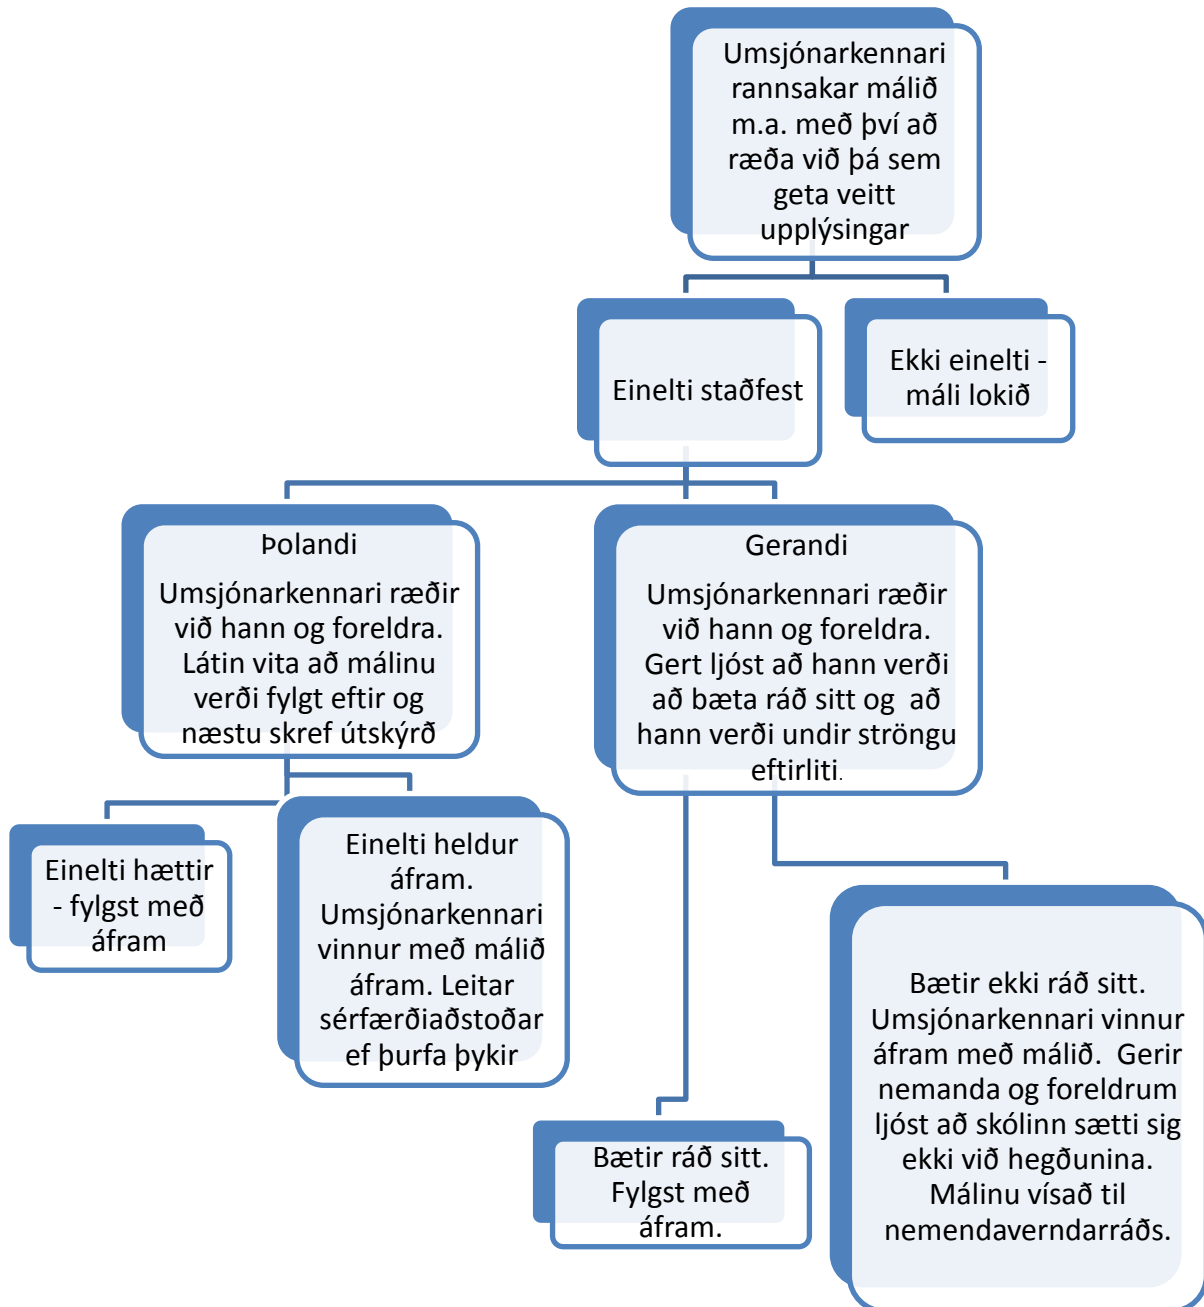 Umsjónarkennari
rannsakar málið
m.a. með því að
ræða við þá sem
geta veitt
upplýsingar
Einelti staðfest
Ekki einelti -
máli lokið
Þolandi
Umsjónarkennari ræðir
við hann og foreldra.
Látin vita að málinu
verði fylgt eftir og
næstu skref útskýrð
Gerandi
Umsjónarkennari ræðir
við hann og foreldra.
Gert ljóst að hann verði
að bæta ráð sitt og  að
hann verði undir ströngu
eftirliti.
Einelti hættir
- fylgst með
áfram
Einelti heldur
áfram.
Umsjónarkennari
vinnur með málið
áfram. Leitar
sérfærðiaðstoðar
ef þurfa þykir
Bætir ráð sitt.
Fylgst með
áfram.
Bætir ekki ráð sitt.
Umsjónarkennari vinnur
áfram með málið.  Gerir
nemanda og foreldrum
ljóst að skólinn sætti sig
ekki við hegðunina.
Málinu vísað til
nemendaverndarráðs.